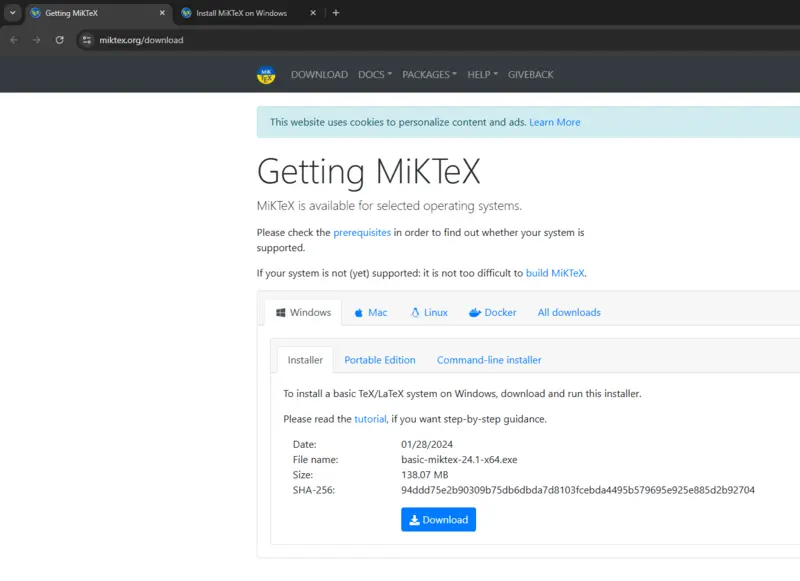 Getting MiKTeX
Install MiKTeX on Windows
miktex.org/download
MiK
TEX
DOWNLOAD DOCS PACKAGES HELP GIVEBACK
This website uses cookies to personalize content and ads. Learn More
Getting MiKTeX
MiKTeX is available for selected operating systems.
Please check the prerequisites in order to find out whether your system is
supported.
If your system is not (yet) supported: it is not too difficult to build MiKTeX.
Windows Mac Linux Docker All downloads
Installer Portable Edition Command-line installer
To install a basic TeX/LaTeX system on Windows, download and run this installer.
Please read the tutorial, if you want step-by-step guidance.
Date: 01/28/2024
File name: basic-miktex-24.1-x64.exe
Size: 138.07 MB
SHA-256: 94ddd75e2b90309b75db6dbda7d8103fcebda4495b579695e925e885d2b92704
Download